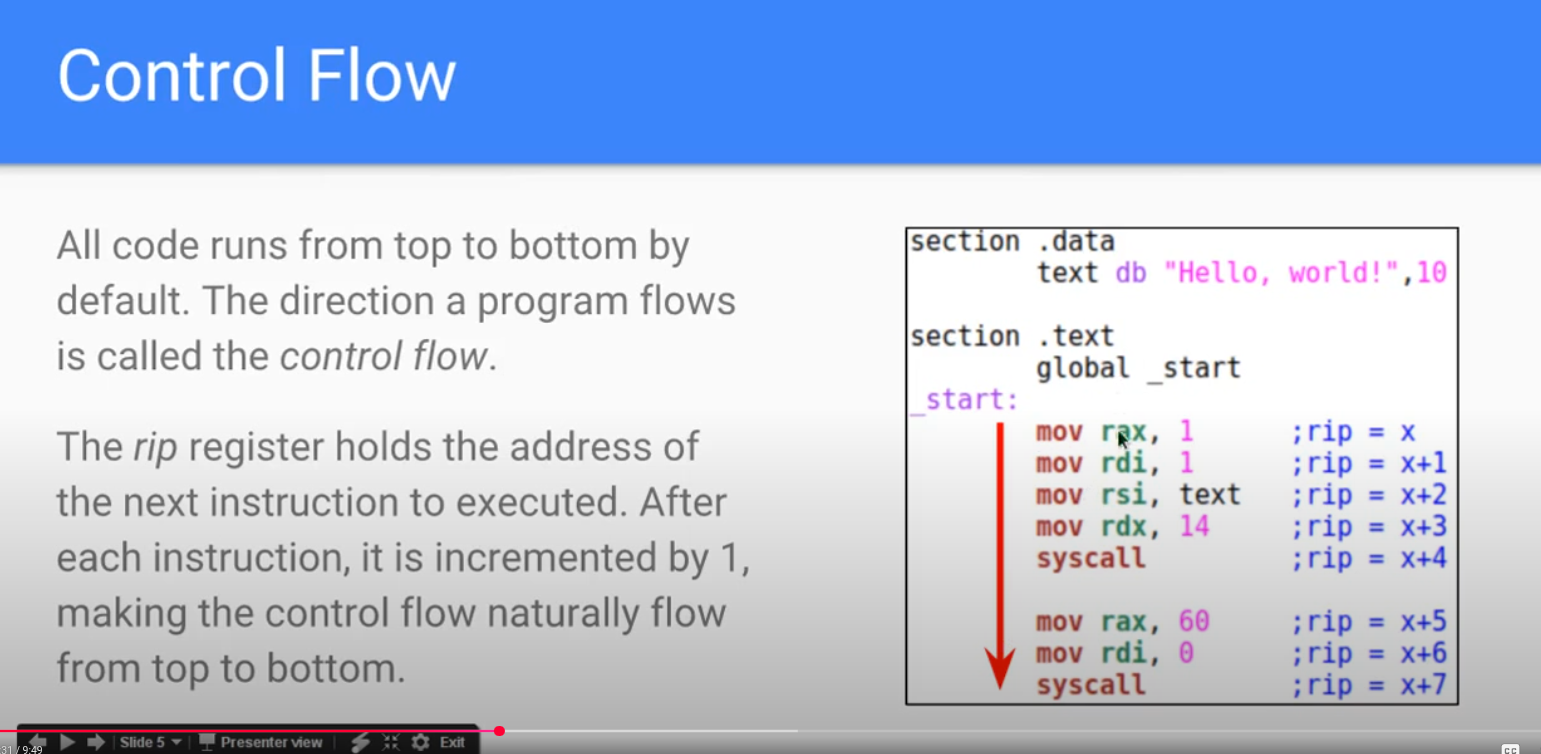 Control Flow
All code runs from top to bottom by
default. The direction a program flows
is called the control flow.
The rip register holds the address of
the next instruction to executed. After
each instruction, it is incremented by 1,
making the control flow naturally flow
from top to bottom.
section .data
text db "Hello, world!",10
section .text
global _start
_start:
mov rax, 1 ;rip = x
mov rdi, 1 ;rip = x+1
mov rsi, text ;rip = x+2
mov rdx, 14 ;rip = x+3
syscall ;rip = x+4
mov rax, 60 ;rip = x+5
mov rdi, 0 ;rip = x+6
syscall ;rip = x+7
Slide 5 Presenter view Exit
31 / 9:49
CC